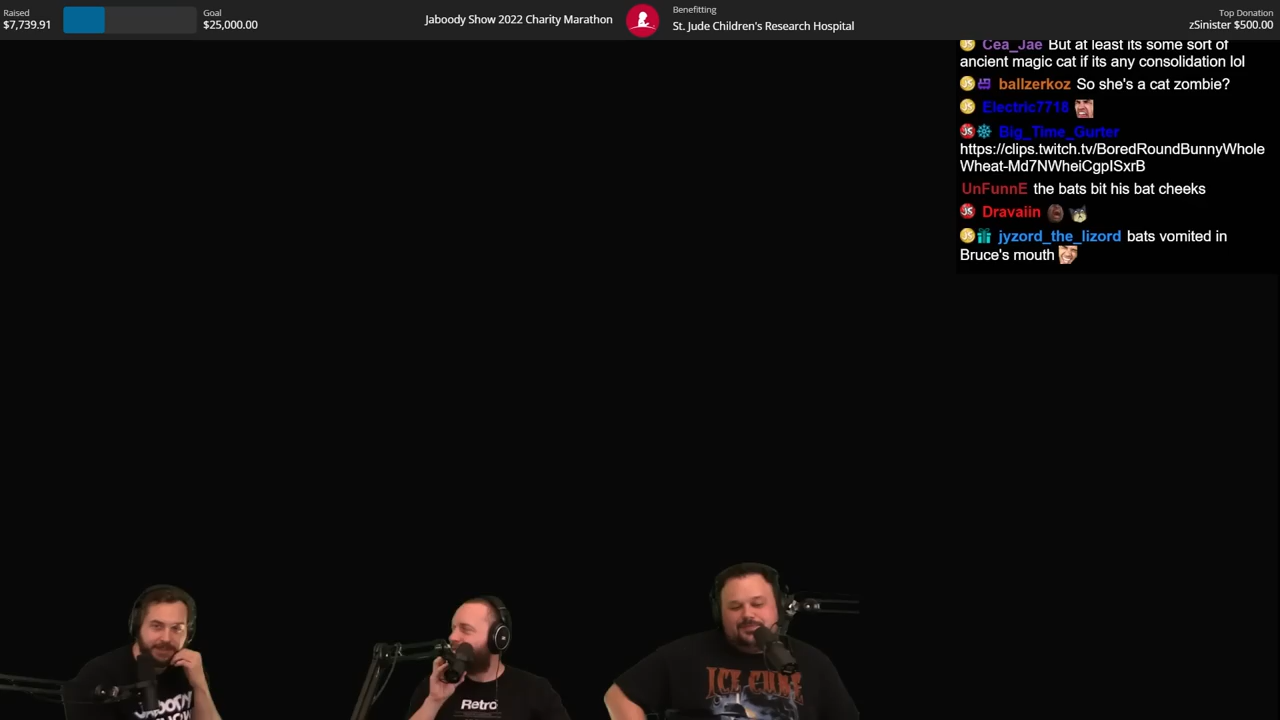 Raised
$7,739.91
Goal
$25,000.00
Jaboody Show 2022 Charity Marathon
Benefitting
St. Jude Children's Research Hospital
Top Donation
zSinister $500.00
Cea_Jae But at least its some sort of
ancient magic cat if its any consolidation lol
ballzerkoz So she's a cat zombie?
Electric7718
Big_Time_Gurter
https://clips.twitch.tv/BoredRoundBunnyWhole
Wheat-Md7NWheiCgpISxrB
UnFunnE the bats bit his bat cheeks
Dravaiin
jyzord_the_lizord bats vomited in
Bruce's mouth
Retro
ICE CUBE